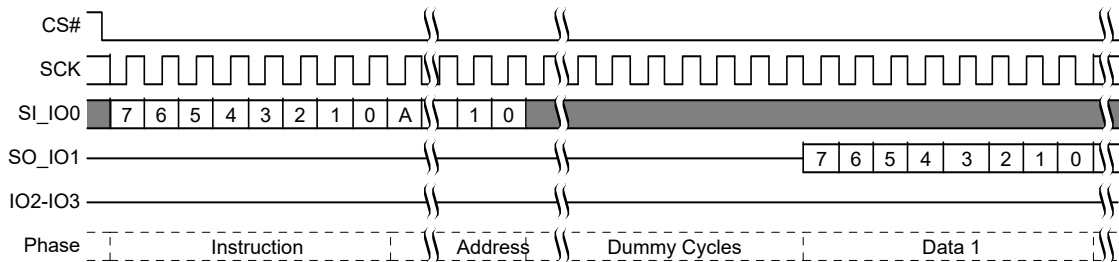 CS#
SCK
SI_IO0 7 6 5 4 3 2 1 0 A 1 0
SO_IO1 7 6 5 4 3 2 1 0
IO2-IO3
Phase Instruction Address Dummy Cycles Data 1